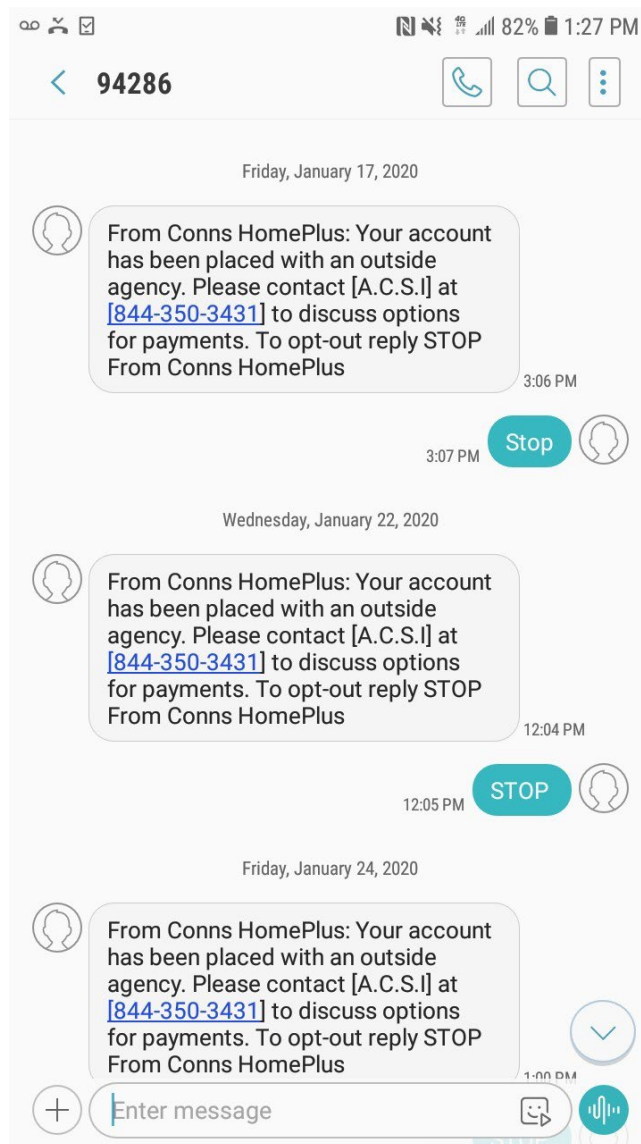 82% 1:27 PM
94286
Friday, January 17, 2020
From Conns HomePlus: Your account
has been placed with an outside
agency. Please contact [A.C.S.I] at
[844-350-3431] to discuss options
for payments. To opt-out reply STOP
From Conns HomePlus
3:06 PM
Stop
3:07 PM
Wednesday, January 22, 2020
From Conns HomePlus: Your account
has been placed with an outside
agency. Please contact [A.C.S.I] at
[844-350-3431] to discuss options
for payments. To opt-out reply STOP
From Conns HomePlus
12:04 PM
STOP
12:05 PM
Friday, January 24, 2020
From Conns HomePlus: Your account
has been placed with an outside
agency. Please contact [A.C.S.I] at
[844-350-3431] to discuss options
for payments. To opt-out reply STOP
From Conns HomePlus
1:00 PM
Enter message